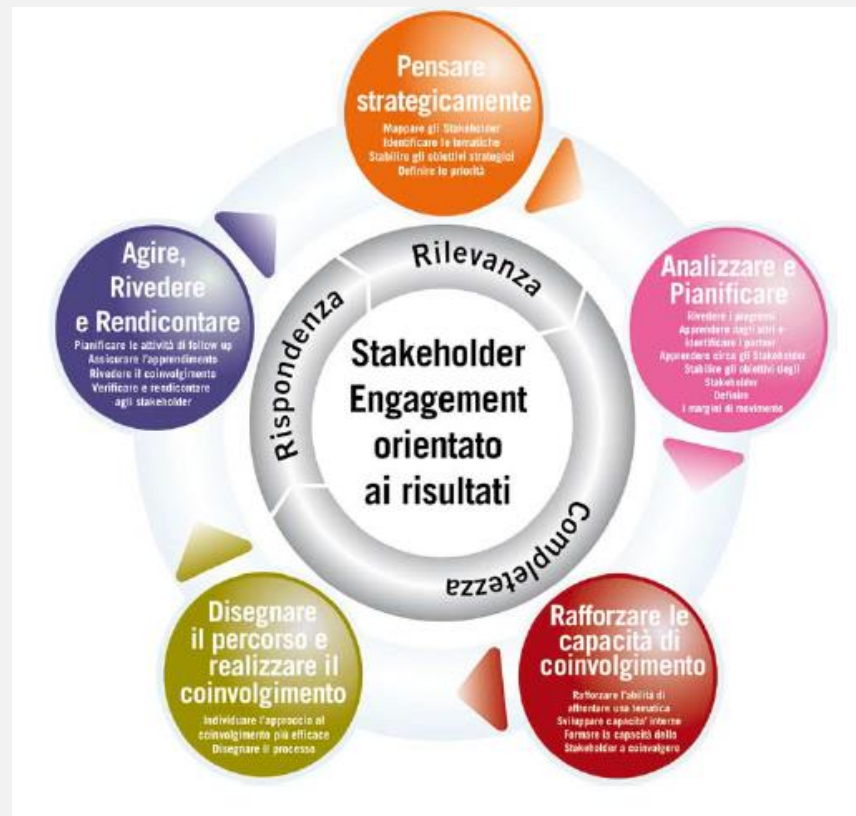 Pensare
strategicamente
Mappare gli Stakeholder
Identificare le tematiche
Stabilire gli obiettivi strategici
Definire le priorità
Analizzare e
Pianificare
Rivedere i progressi
Apprendere dagli altri e
identificare i partner
Apprendere circa gli Stakeholder
Stabilire gli obiettivi degli
Stakeholder
Definire
i margini di movimento
Rafforzare le
capacità di
coinvolgimento
Rafforzare l'abilità di
affrontare una tematica
Sviluppare capacita' interne
Formare la capacità dello
Stakeholder a coinvolgere
Disegnare
il percorso e
realizzare il
coinvolgimento
Individuare l'approccio al
coinvolgimento più efficace
Disegnare il processo
Agire,
Rivedere
e Rendicontare
Pianificare le attività di follow up
Assicurare l'apprendimento
Rivedere il coinvolgimento
Verificare e rendicontare
agli stakeholder
Rilevanza
Completezza
Rispondenza
Stakeholder
Engagement
orientato
ai risultati